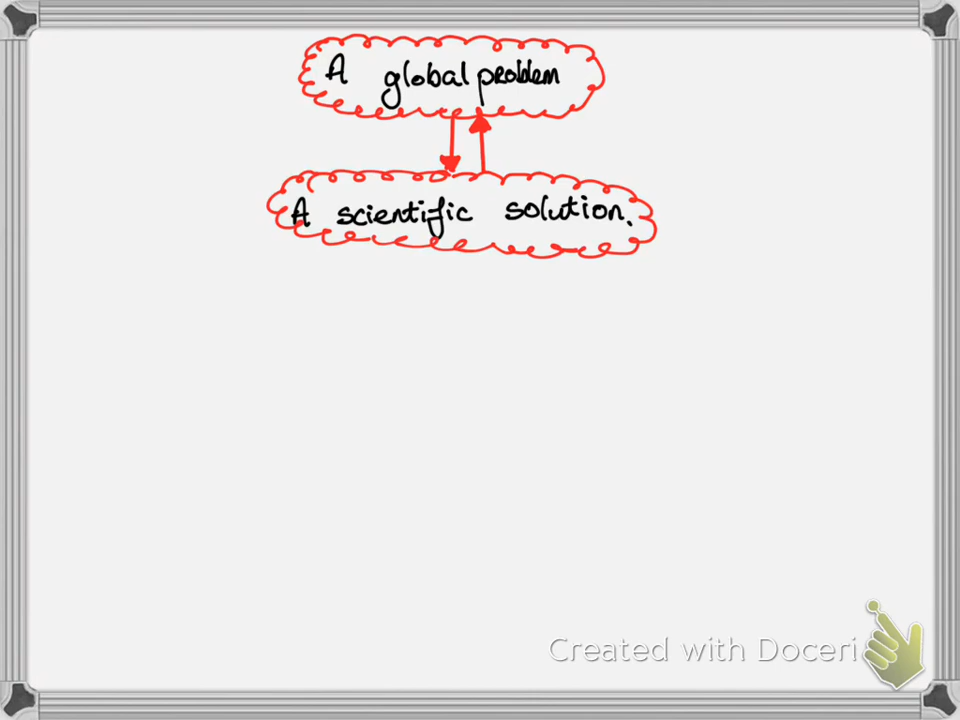 A global problem
A scientific solution.
Created with Doceri